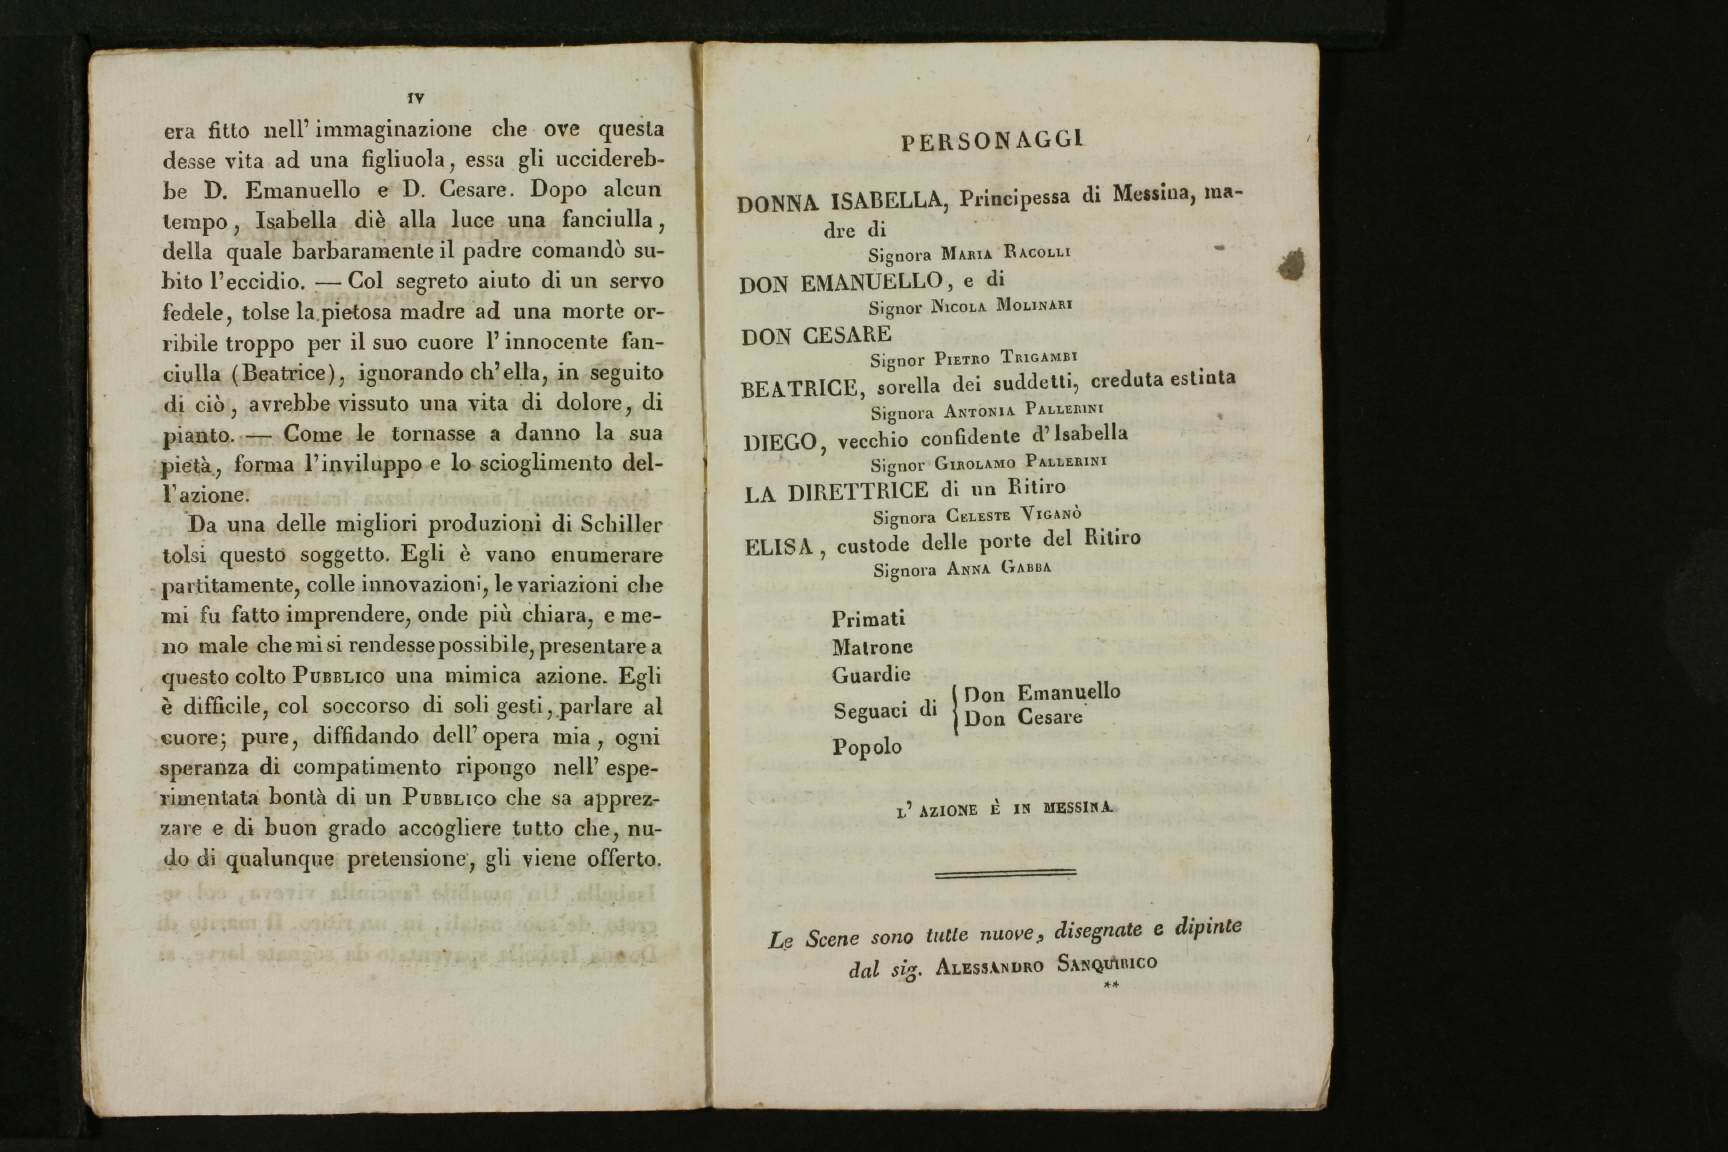 IV
era fitto nell' immaginazione che ove questa
desse vita ad una figliuola, essa gli uccidereb-
be D. Emanuello e D. Cesare. Dopo alcun
tempo, Isabella diè alla luce una fanciulla,
della quale barbaramente il padre comandò su-
bito l'eccidio. — Col segreto aiuto di un servo
fedele, tolse la pietosa madre ad una morte or-
ribile troppo per il suo cuore l' innocente fan-
ciulla (Beatrice), ignorando ch' ella, in seguito
di ciò, avrebbe vissuto una vita di dolore, di
pianto. — Come le tornasse a danno la sua
pietà, forma l'inviluppo e lo scioglimento del-
l'azione.
Da una delle migliori produzioni di Schiller
tolsi questo soggetto. Egli è vano enumerare
partitamente, colle innovazioni, le variazioni che
mi fu fatto imprendere, onde più chiara, e me-
no male che mi si rendesse possibile, presentare a
questo colto PUBBLICO una mimica azione. Egli
è difficile, col soccorso di soli gesti, parlare al
cuore; pure, diffidando dell' opera mia, ogni
speranza di compatimento ripongo nell' espe-
rimentata bontà di un PUBBLICO che sa apprez-
zare e di buon grado accogliere tutto che, nu-
do di qualunque pretensione, gli viene offerto.
PERSONAGGI
DONNA ISABELLA, Principessa di Messina, ma-
dre di
Signora MARIA RACOLLI
DON EMANUELLO, e di
Signor NICOLA MOLINARI
DON CESARE
Signor PIETRO TRIGAMBI
BEATRICE, sorella dei suddetti, creduta estinta
Signora ANTONIA PALLERINI
DIEGO, vecchio confidente d' Isabella
Signor GIROLAMO PALLERINI
LA DIRETTRICE di un Ritiro
Signora CELESTE VIGANÒ
ELISA, custode delle porte del Ritiro
Signora ANNA GABBA
Primati
Matrone
Guardie
Seguaci di { Don Emanuello
Don Cesare
Popolo
L' AZIONE È IN MESSINA.
Le Scene sono tutte nuove, disegnate e dipinte
dal sig. ALESSANDRO SANQUIRICO
**